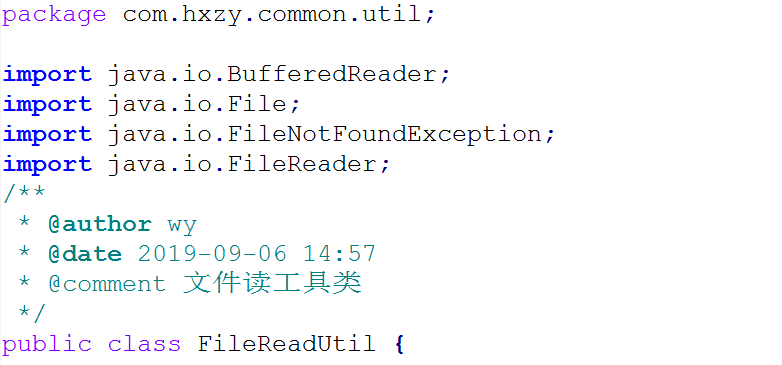 package com.hxzy.common.util;
import java.io.BufferedReader;
import java.io.File;
import java.io.FileNotFoundException;
import java.io.FileReader;
/**
 * @author wy
 * @date 2019-09-06 14:57
 * @comment 文件读工具类
 */
public class FileReadUtil {